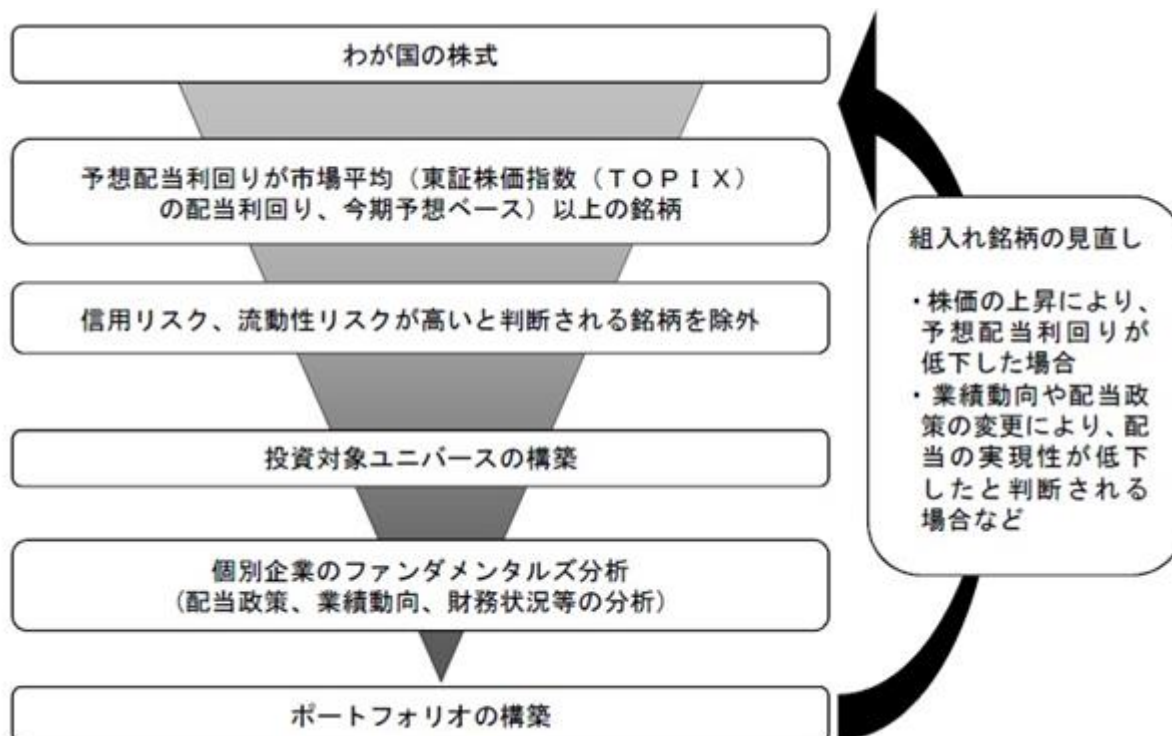 わが国の株式
予想配当利回りが市場平均（東証株価指数（ＴＯＰＩＸ）
の配当利回り、今期予想ベース）以上の銘柄
信用リスク、流動性リスクが高いと判断される銘柄を除外
投資対象ユニバースの構築
個別企業のファンダメンタルズ分析
（配当政策、業績動向、財務状況等の分析）
ポートフォリオの構築
組入れ銘柄の見直し
・株価の上昇により、
予想配当利回りが
低下した場合
・業績動向や配当政
策の変更により、配
当の実現性が低下
したと判断される
場合など